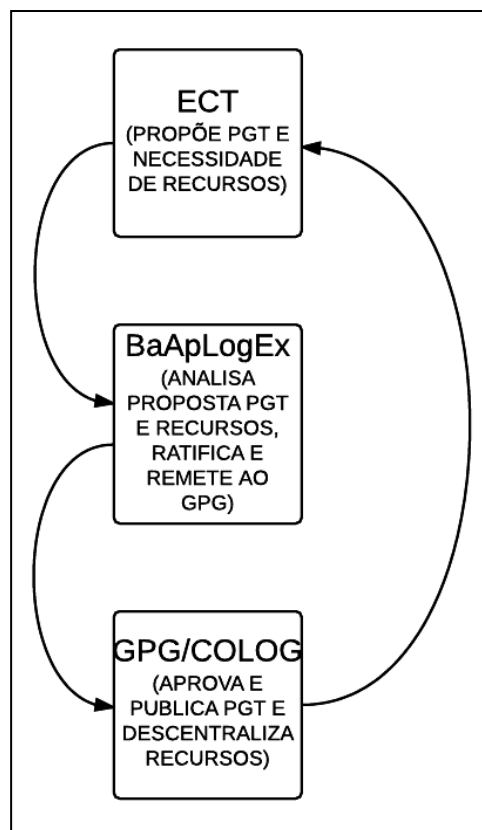 ECT
(PROPÕE PGT E
NECESSIDADE
DE RECURSOS)
BaApLogEx
(ANALISA
PROPOSTA PGT
E RECURSOS,
RATIFICA E
REMETE AO
GPG)
GPG/COLOG
(APROVA E
PUBLICA PGT E
DESCENTRALIZA
RECURSOS)